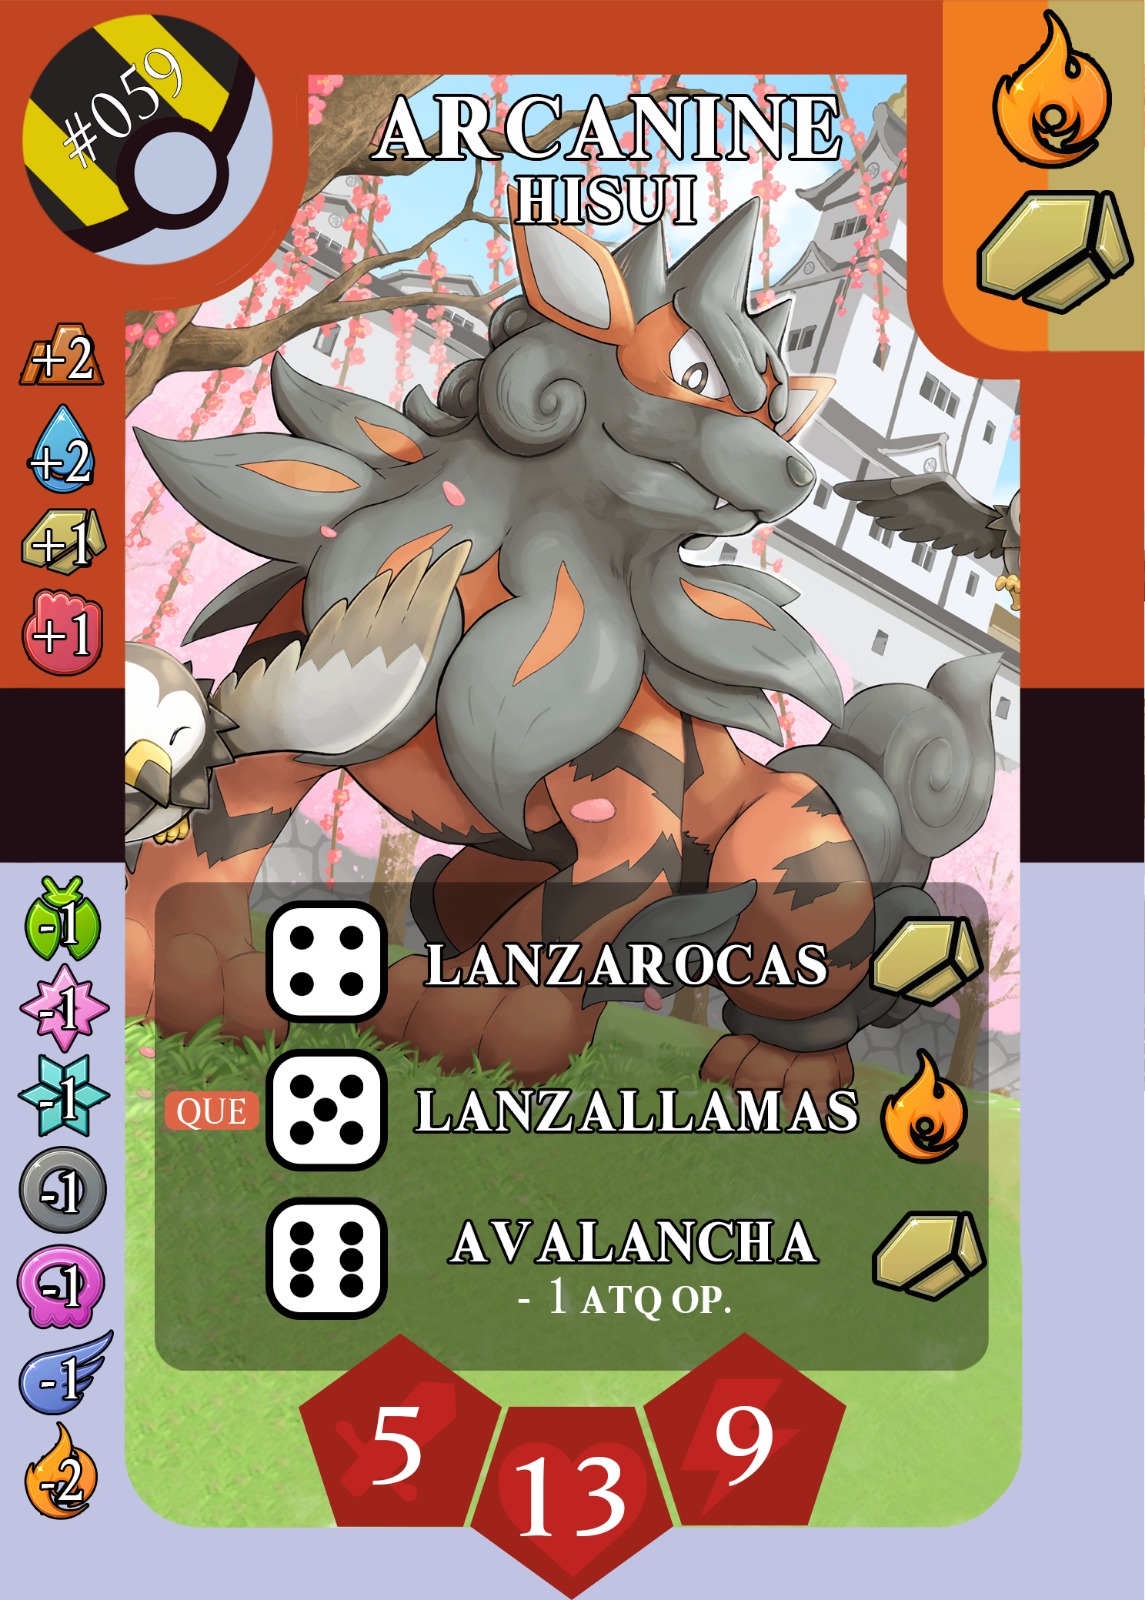 #059
ARCANINE
HISUI
+2
+2
+1
+1
-1
-1
-1
-1
-1
-1
-2
LANZAROCAS
QUE LANZALLAMAS
AVALANCHA
- 1 ATQ OP.
5
13
9